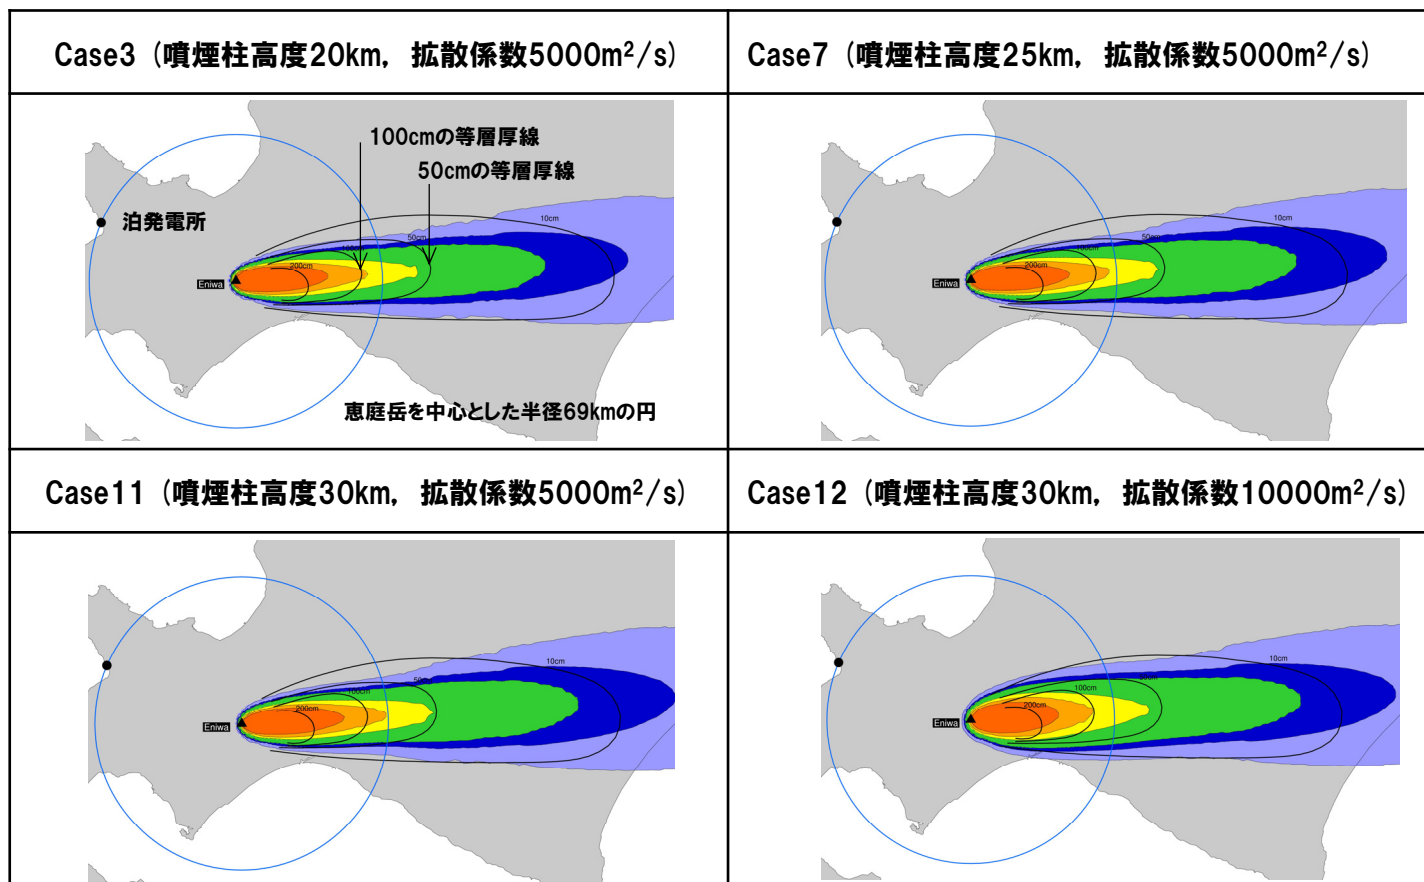 Case3 (噴煙柱高度20km, 拡散係数5000m²/s)
Case7 (噴煙柱高度25km, 拡散係数5000m²/s)
100cmの等層厚線
50cmの等層厚線
泊発電所
10cm
50cm
100cm
200cm
Eniwa
恵庭岳を中心とした半径69kmの円
10cm
50cm
100cm
200cm
Eniwa
Case11 (噴煙柱高度30km, 拡散係数5000m²/s)
Case12 (噴煙柱高度30km, 拡散係数10000m²/s)
10cm
50cm
100cm
200cm
Eniwa
10cm
50cm
100cm
200cm
Eniwa